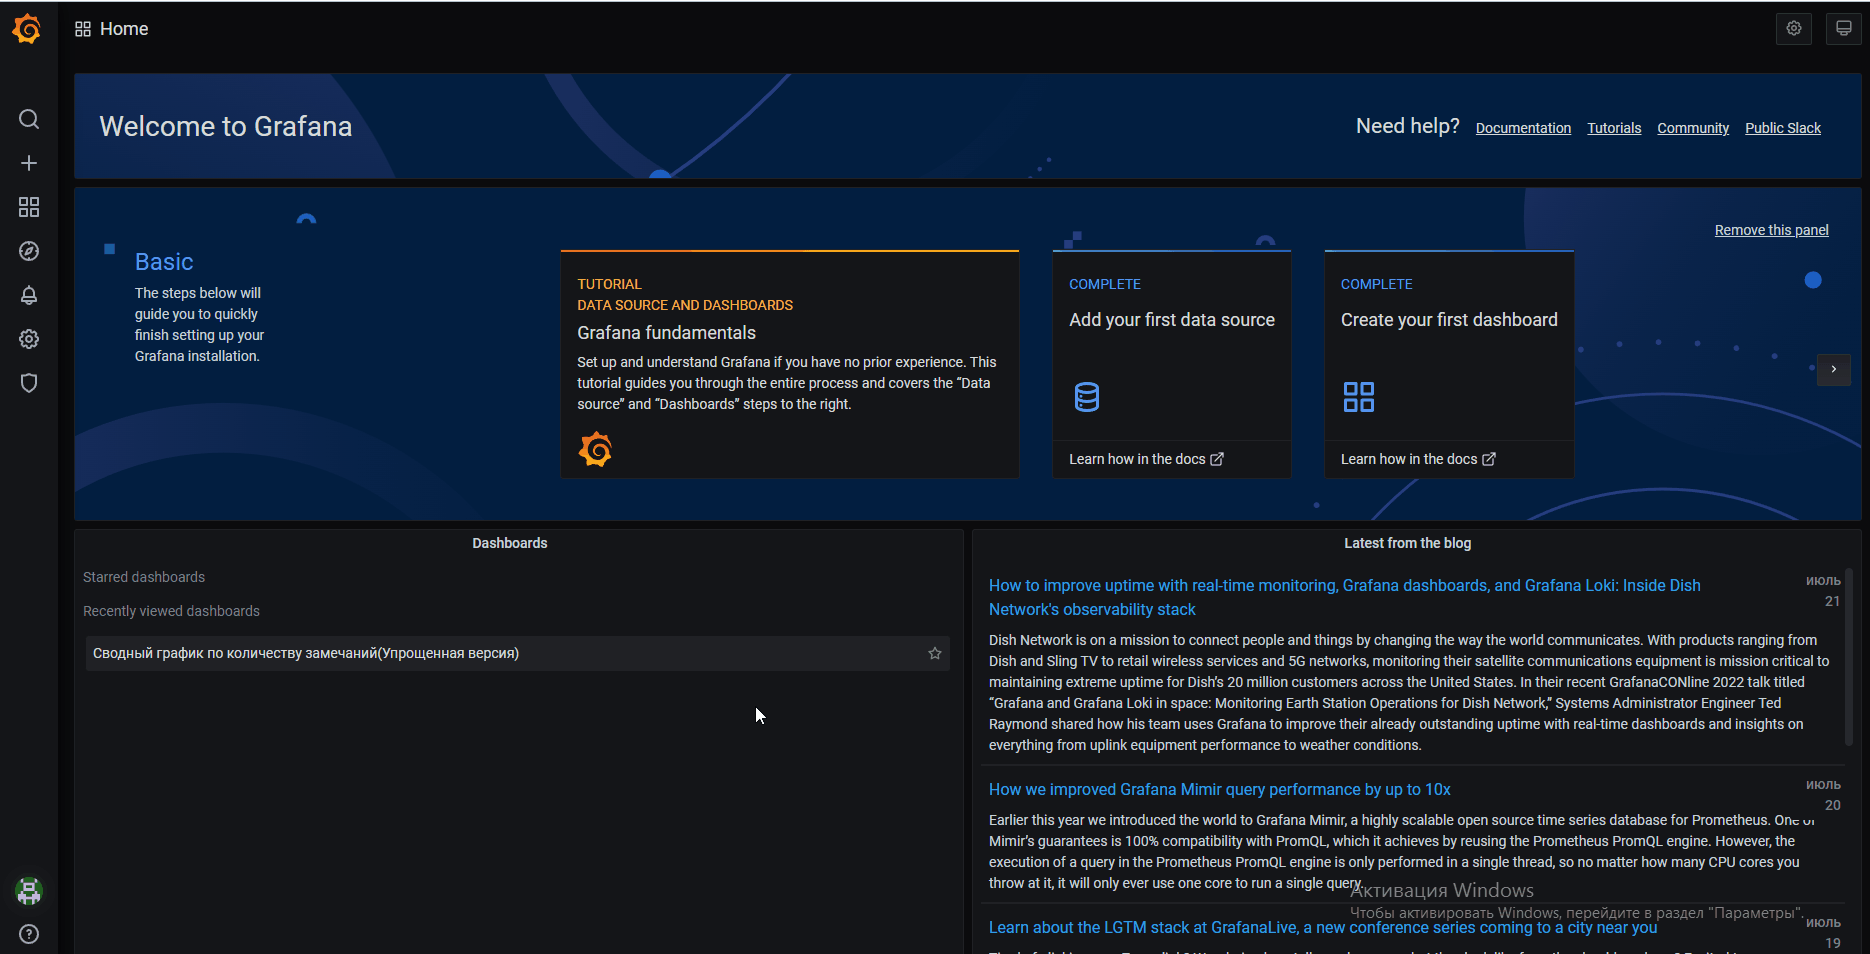 Home
Welcome to Grafana
Need help? Documentation Tutorials Community Public Slack
Remove this panel
Basic
The steps below will
guide you to quickly
finish setting up your
Grafana installation.
TUTORIAL
DATA SOURCE AND DASHBOARDS
Grafana fundamentals
Set up and understand Grafana if you have no prior experience. This
tutorial guides you through the entire process and covers the “Data
source” and “Dashboards” steps to the right.
COMPLETE
Add your first data source
Learn how in the docs
COMPLETE
Create your first dashboard
Learn how in the docs
Dashboards
Starred dashboards
Recently viewed dashboards
Сводный график по количеству замечаний(Упрощенная версия)
Latest from the blog
How to improve uptime with real-time monitoring, Grafana dashboards, and Grafana Loki: Inside Dish
Network's observability stack
июль
21
Dish Network is on a mission to connect people and things by changing the way the world communicates. With products ranging from
Dish and Sling TV to retail wireless services and 5G networks, monitoring their satellite communications equipment is mission critical to
maintaining extreme uptime for Dish’s 20 million customers across the United States. In their recent GrafanaCONline 2022 talk titled
“Grafana and Grafana Loki in space: Monitoring Earth Station Operations for Dish Network,” Systems Administrator Engineer Ted
Raymond shared how his team uses Grafana to improve their already outstanding uptime with real-time dashboards and insights on
everything from uplink equipment performance to weather conditions.
How we improved Grafana Mimir query performance by up to 10x
июль
20
Earlier this year we introduced the world to Grafana Mimir, a highly scalable open source time series database for Prometheus. One of
Mimir’s guarantees is 100% compatibility with PromQL, which it achieves by reusing the Prometheus PromQL engine. However, the
execution of a query in the Prometheus PromQL engine is only performed in a single thread, so no matter how many CPU cores you
throw at it, it will only ever use one core to run a single query.
Активация Windows
Чтобы активировать Windows, перейдите в раздел "Параметры".
Learn about the LGTM stack at GrafanaLive, a new conference series coming to a city near you
июль
19